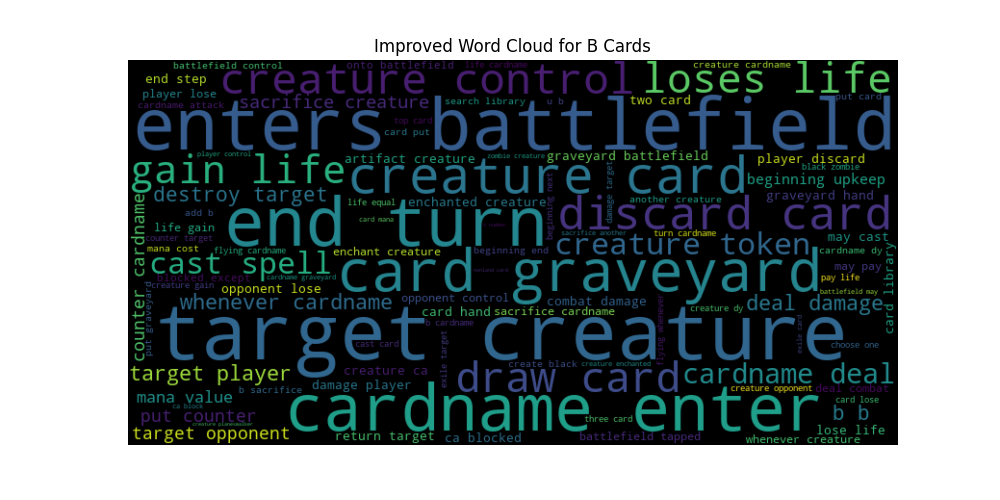 Improved Word Cloud for B Cards
battlefield control
onto battlefield
life cardname
creature cardname
end step
creature control
loses life
player lose
cardname attack
sacrifice creature
search library
u b
two card
put card
enters battlefield
top card
card put
player control
gain life
artifact creature
zombie creature
graveyard battlefield
player discard
black zombie
creature card
beginning upkeep
destroy target
life equal
enchanted creature
beginning next
damage target
another creature
graveyard hand
counter cardname
add b
card mana
end turn
discard card
life gain
sacrifice another
turn cardname
counter target
mana cost
flying cardname
enchant creature
beginning end
creature token
may cast
cardname dy
card library
cast spell
blocked except
cardname graveyard
card graveyard
may pay
pay life
creature gain
opponent lose
battlefield may
put graveyard
whenever cardname
opponent control
combat damage
creature dy
deal damage
card hand
sacrifice cardname
flying whenever
b cardname
exile card
target creature
cast card
exile target
choose one
target player
creature ca
draw card
create black
creature enchanted
cardname deal
b sacrifice
damage player
creature opponent
deal combat
mana value
ca block
cardname enter
card lose
put counter
three card
b b
creature planeswalker
target opponent
return target
ca blocked
battlefield tapped
lose life
whenever creature